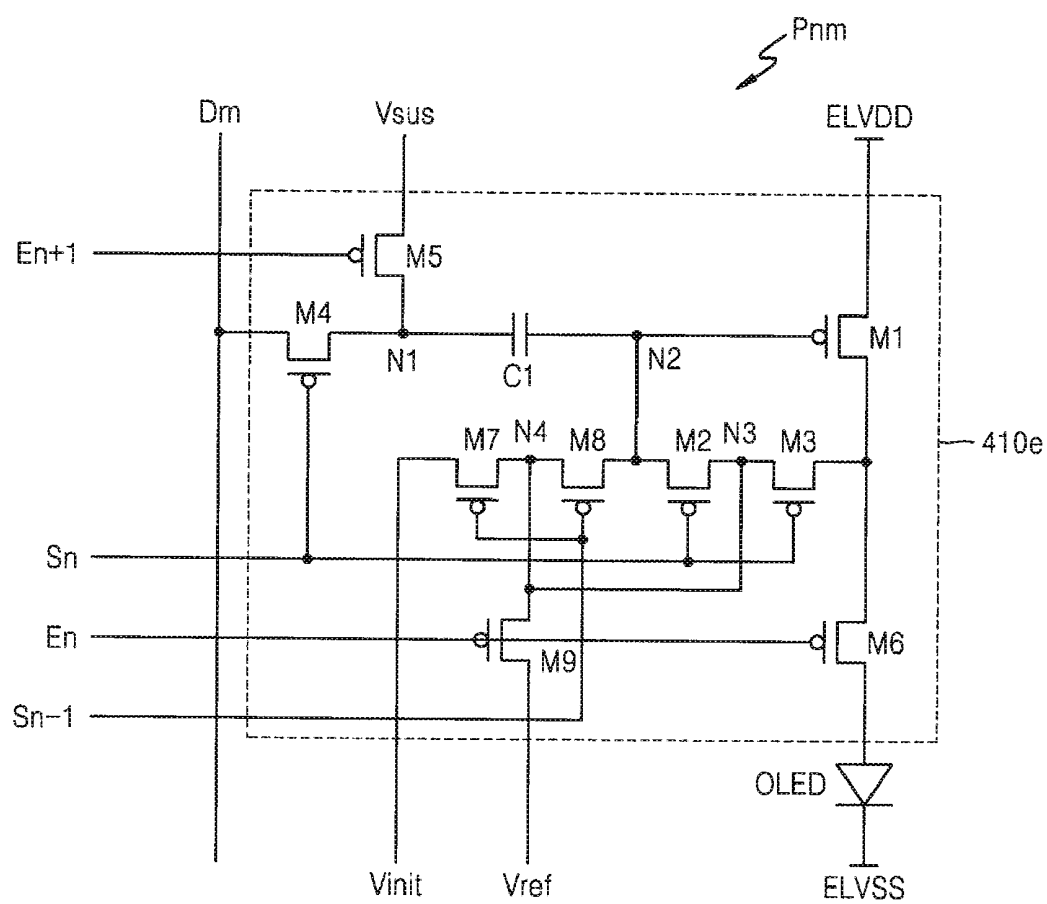 Pnm
Dm
Vsus
ELVDD
En+1
M5
M4
M1
N1
C1
N2
M7
N4
M8
M2
N3
M3
410e
Sn
En
M9
M6
Sn-1
OLED
Vinit
Vref
ELVSS